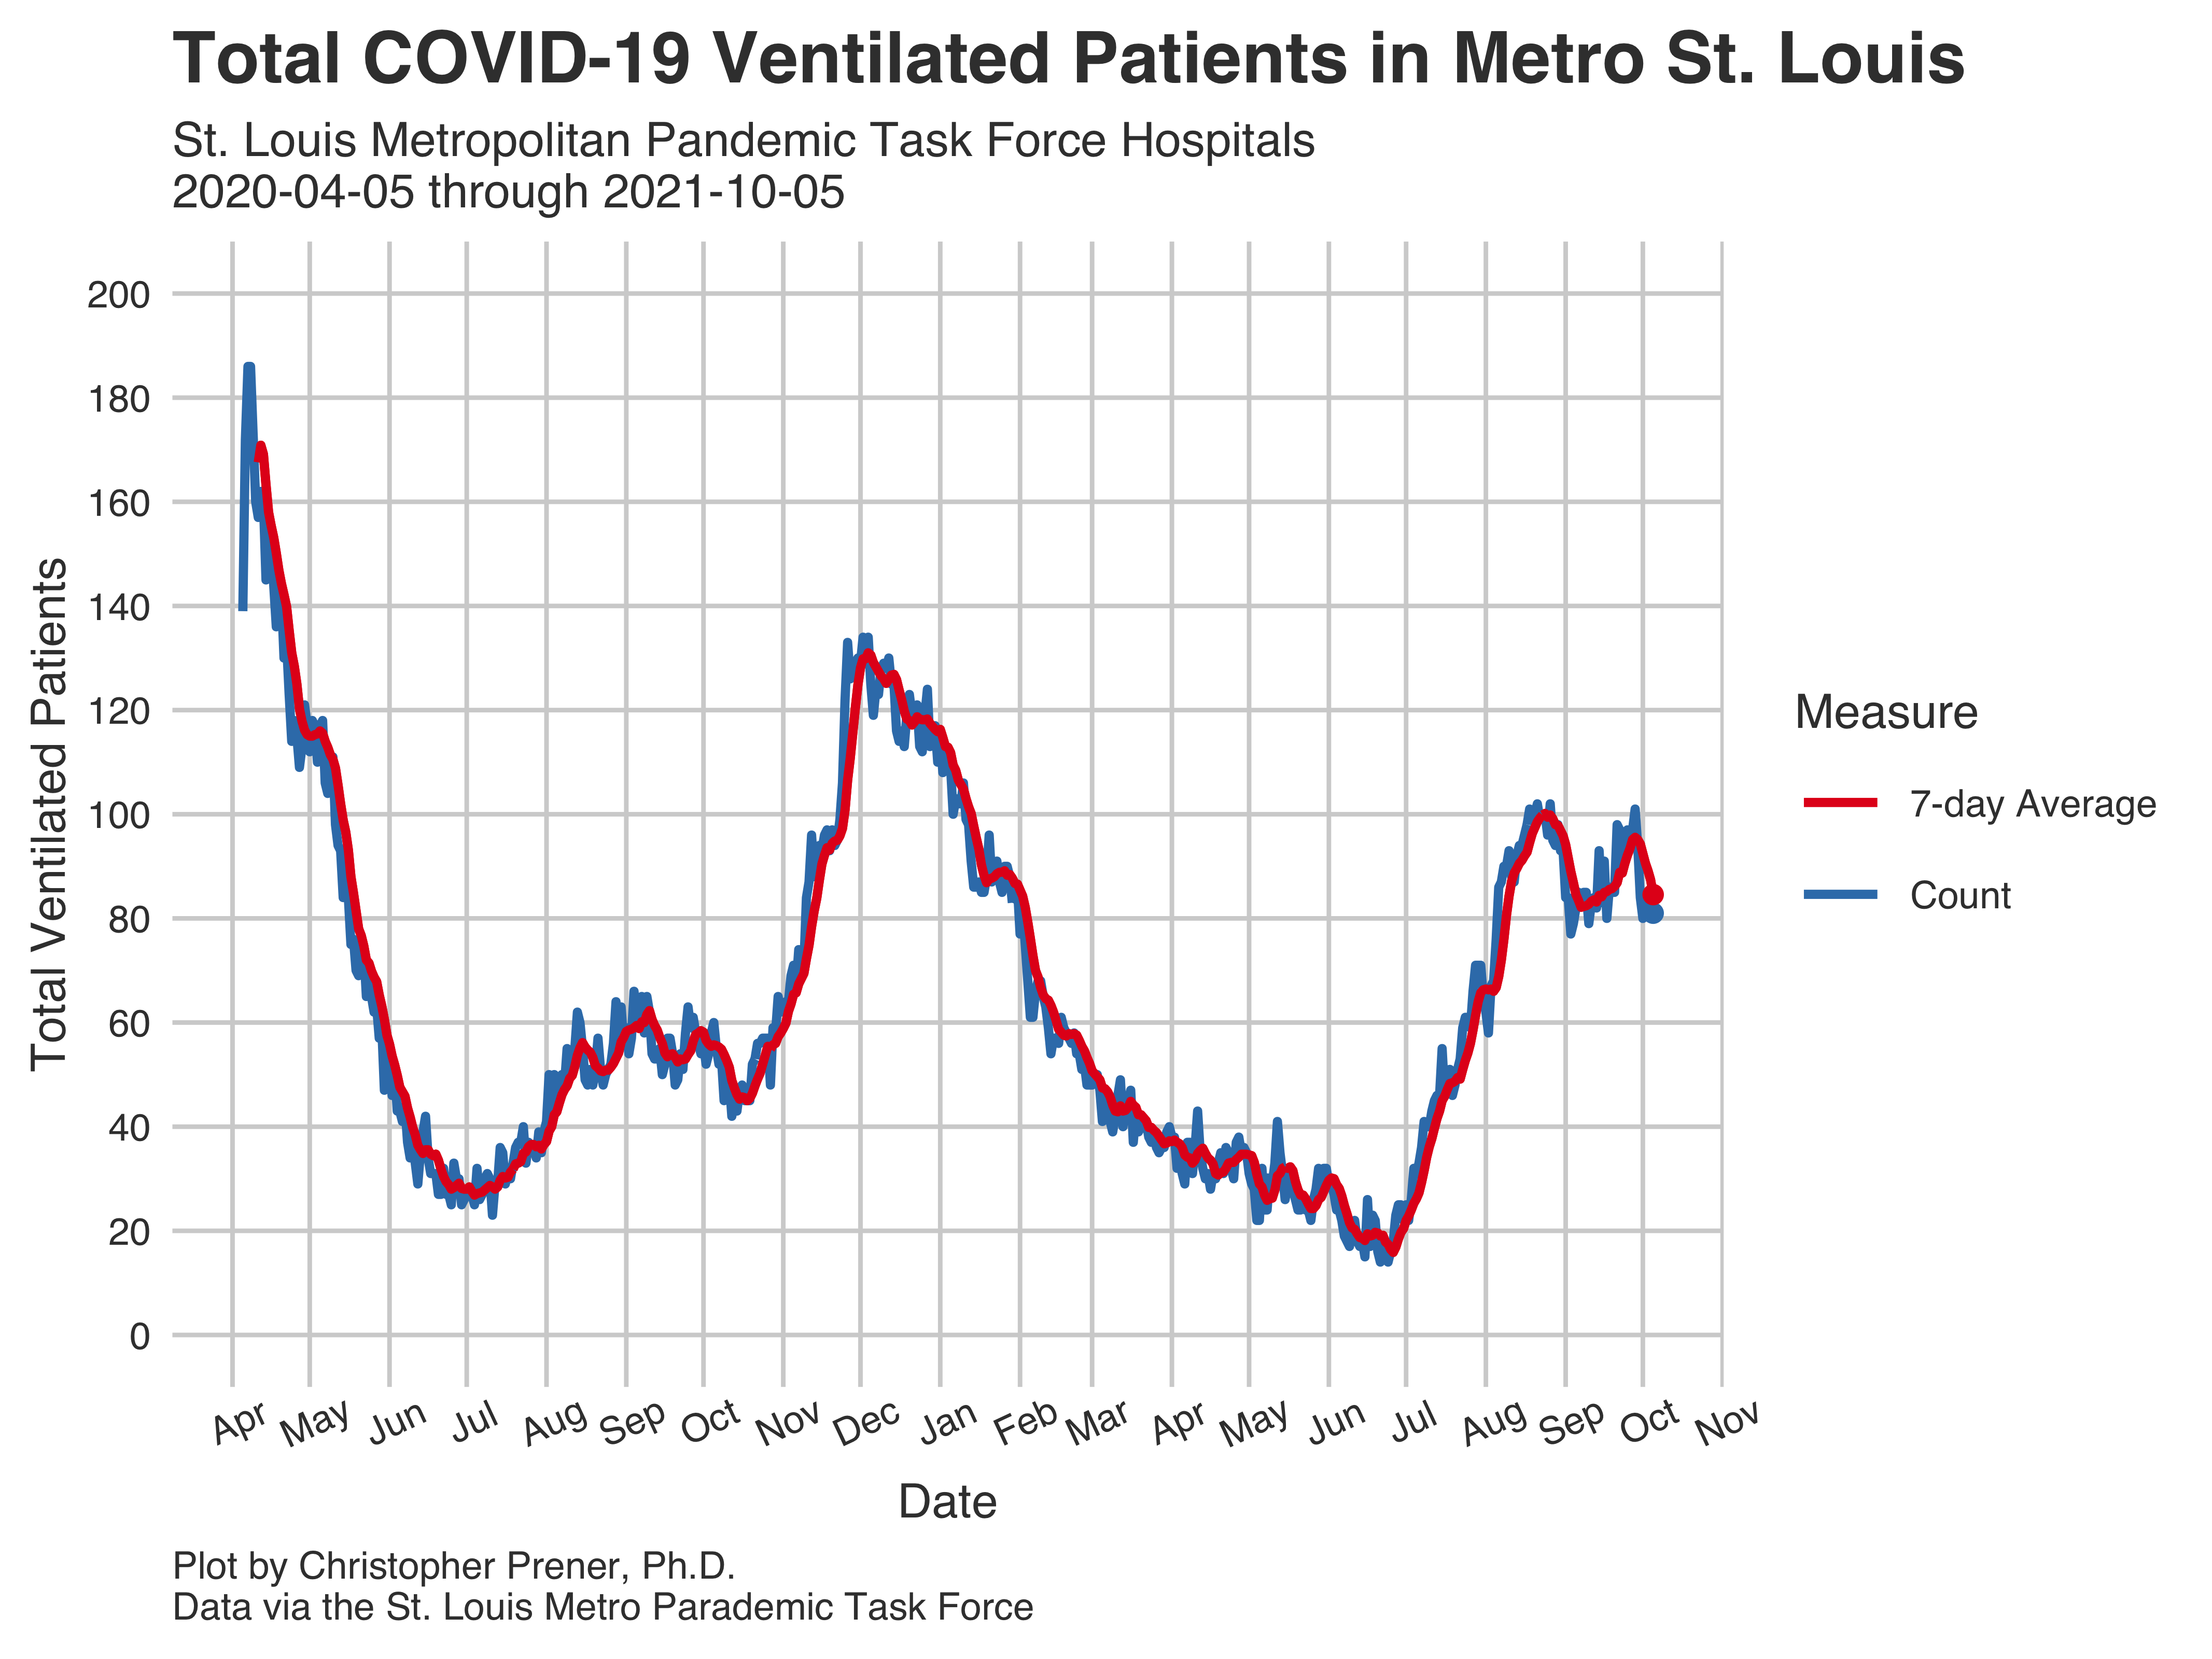 Total COVID-19 Ventilated Patients in Metro St. Louis
St. Louis Metropolitan Pandemic Task Force Hospitals
2020-04-05 through 2021-10-05
Total Ventilated Patients
200
180
160
140
120
100
80
60
40
20
0
Apr May Jun Jul Aug Sep Oct Nov Dec Jan Feb Mar Apr May Jun Jul Aug Sep Oct Nov
Date
Measure
7-day Average
Count
Plot by Christopher Prener, Ph.D.
Data via the St. Louis Metro Parademic Task Force